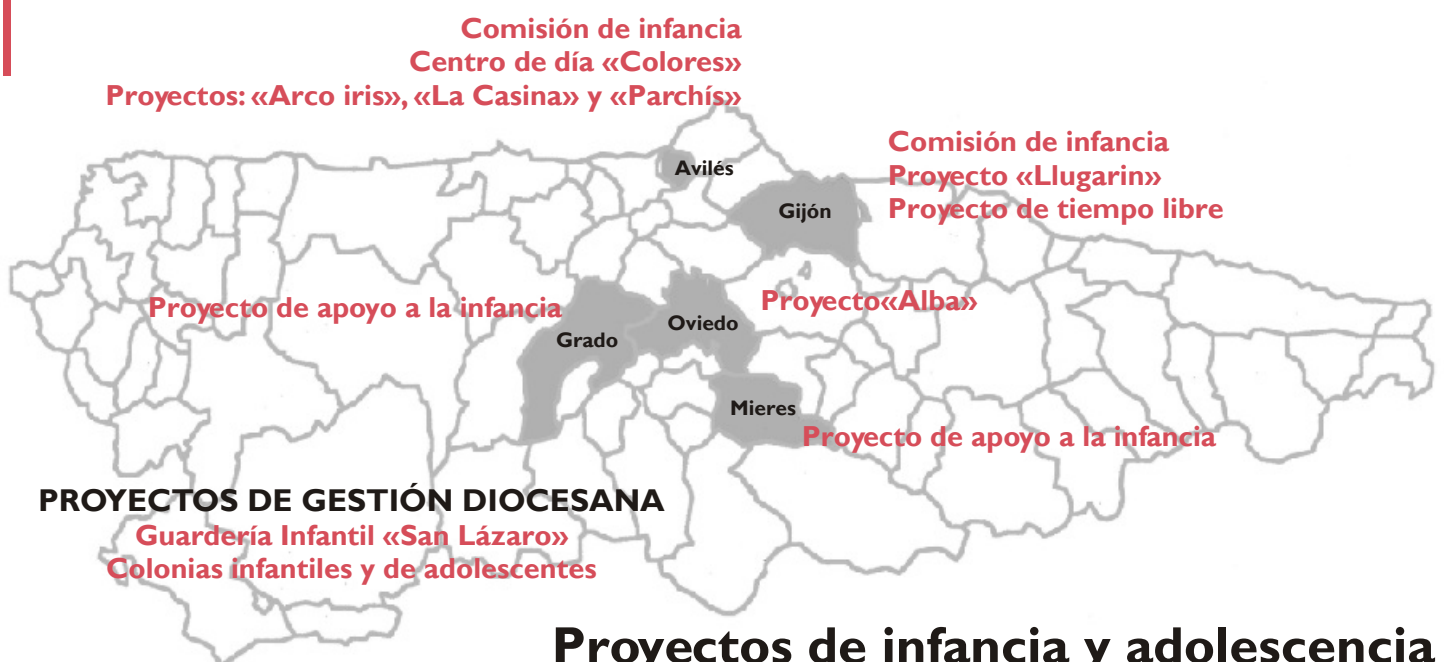 Comisión de infancia
Centro de día «Colores»
Proyectos: «Arco iris», «La Casina» y «Parchís»
Comisión de infancia
Proyecto «Llugarin»
Proyecto de tiempo libre
Avilés
Gijón
Proyecto de apoyo a la infancia
Proyecto«Alba»
Oviedo
Grado
Mieres
Proyecto de apoyo a la infancia
PROYECTOS DE GESTIÓN DIOCESANA
Guardería Infantil «San Lázaro»
Colonias infantiles y de adolescentes
Proyectos de infancia y adolescencia